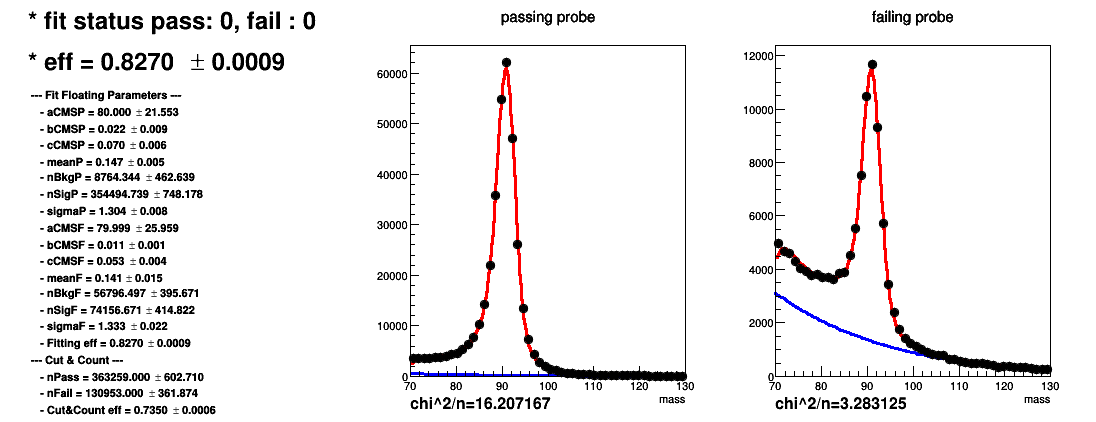 * fit status pass: 0, fail : 0
* eff = 0.8270 ± 0.0009
--- Fit Floating Parameters ---
- aCMSP = 80.000 ± 21.553
- bCMSP = 0.022 ± 0.009
- cCMSP = 0.070 ± 0.006
- meanP = 0.147 ± 0.005
- nBkgP = 8764.344 ± 462.639
- nSigP = 354494.739 ± 748.178
- sigmaP = 1.304 ± 0.008
- aCMSF = 79.999 ± 25.959
- bCMSF = 0.011 ± 0.001
- cCMSF = 0.053 ± 0.004
- meanF = 0.141 ± 0.015
- nBkgF = 56796.497 ± 395.671
- nSigF = 74156.671 ± 414.822
- sigmaF = 1.333 ± 0.022
- Fitting eff = 0.8270 ± 0.0009
--- Cut & Count ---
- nPass = 363259.000 ± 602.710
- nFail = 130953.000 ± 361.874
- Cut&Count eff = 0.7350 ± 0.0006
passing probe
60000
50000
40000
30000
20000
10000
0
70 80 90 100 110 120 130
mass
chi^2/n=16.207167
failing probe
12000
10000
8000
6000
4000
2000
0
70 80 90 100 110 120 130
mass
chi^2/n=3.283125